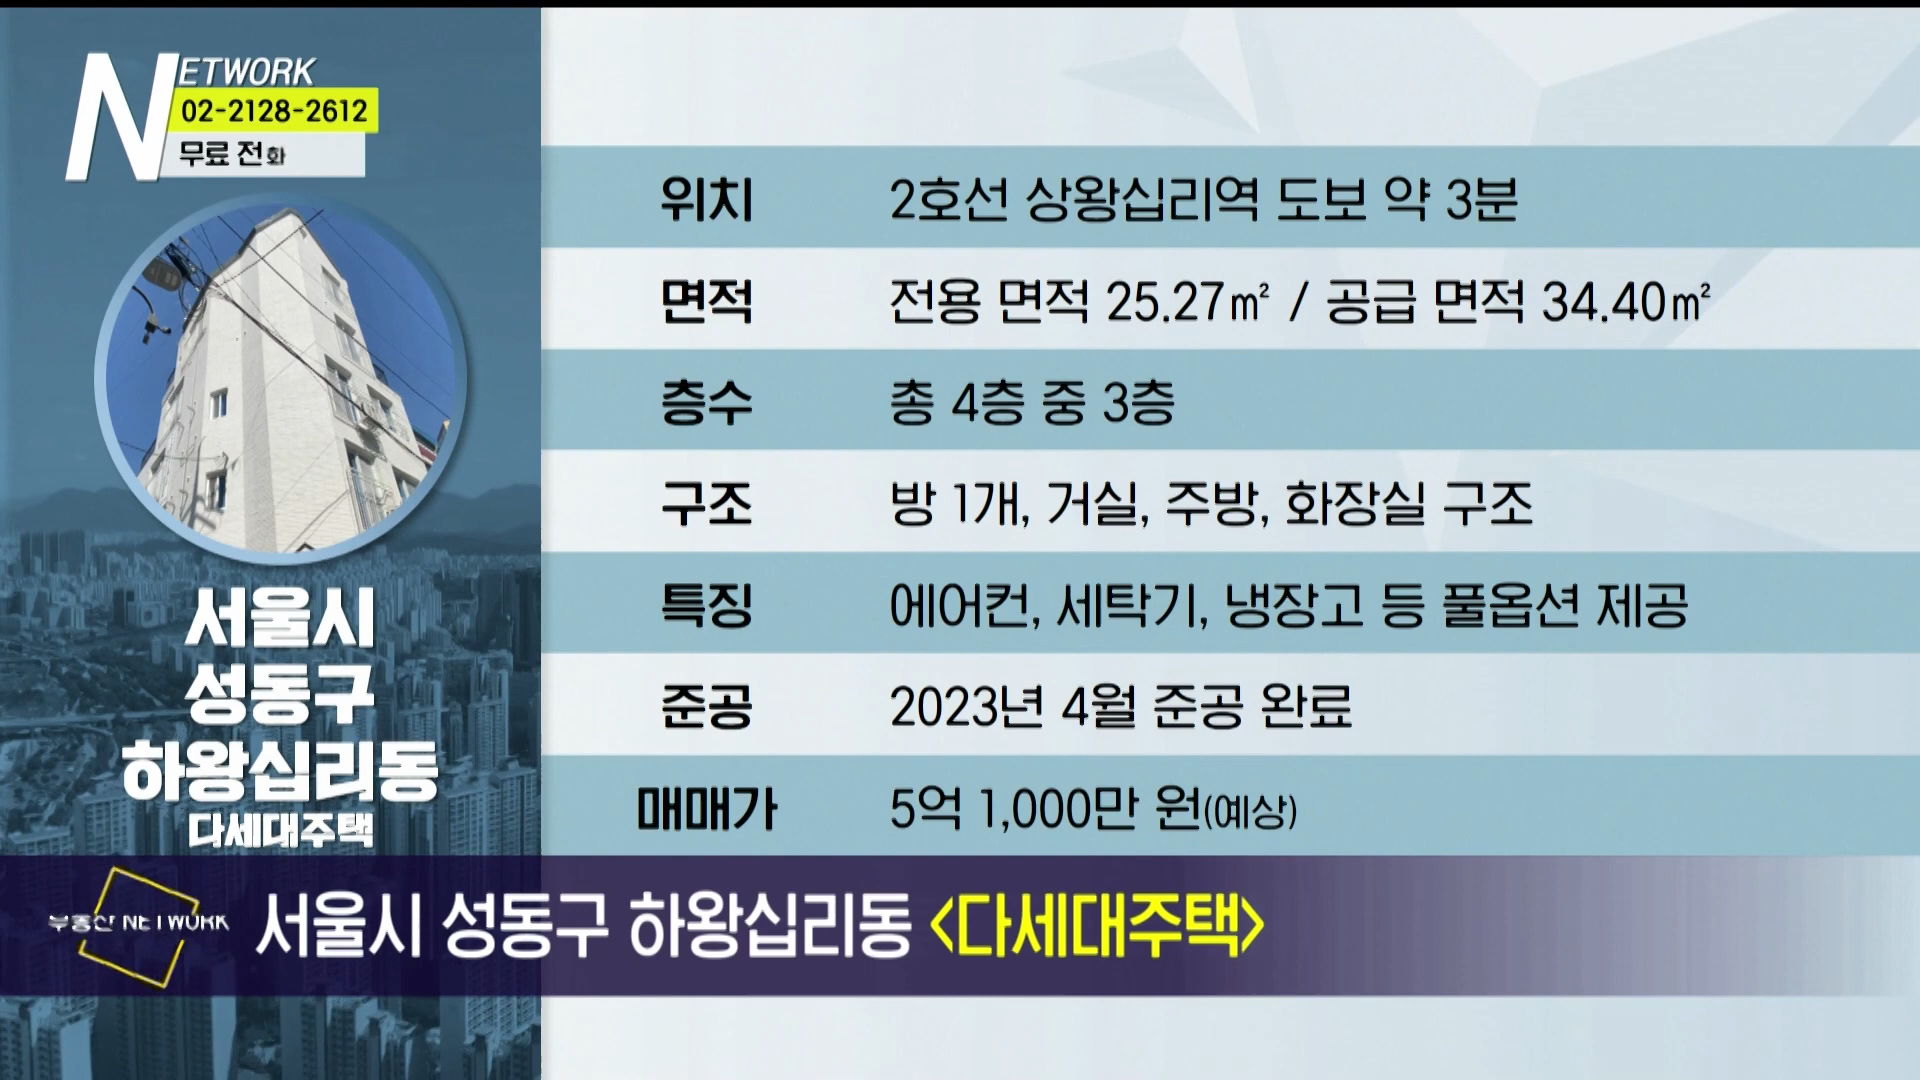 NETWORK
02-2128-2612
무료 전화
서울시
성동구
하왕십리동
다세대주택
위치 2호선 상왕십리역 도보 약 3분
면적 전용 면적 25.27㎡ / 공급 면적 34.40㎡
층수 총 4층 중 3층
구조 방 1개, 거실, 주방, 화장실 구조
특징 에어컨, 세탁기, 냉장고 등 풀옵션 제공
준공 2023년 4월 준공 완료
매매가 5억 1,000만 원(예상)
부동산 NETWORK
서울시 성동구 하왕십리동 <다세대주택>